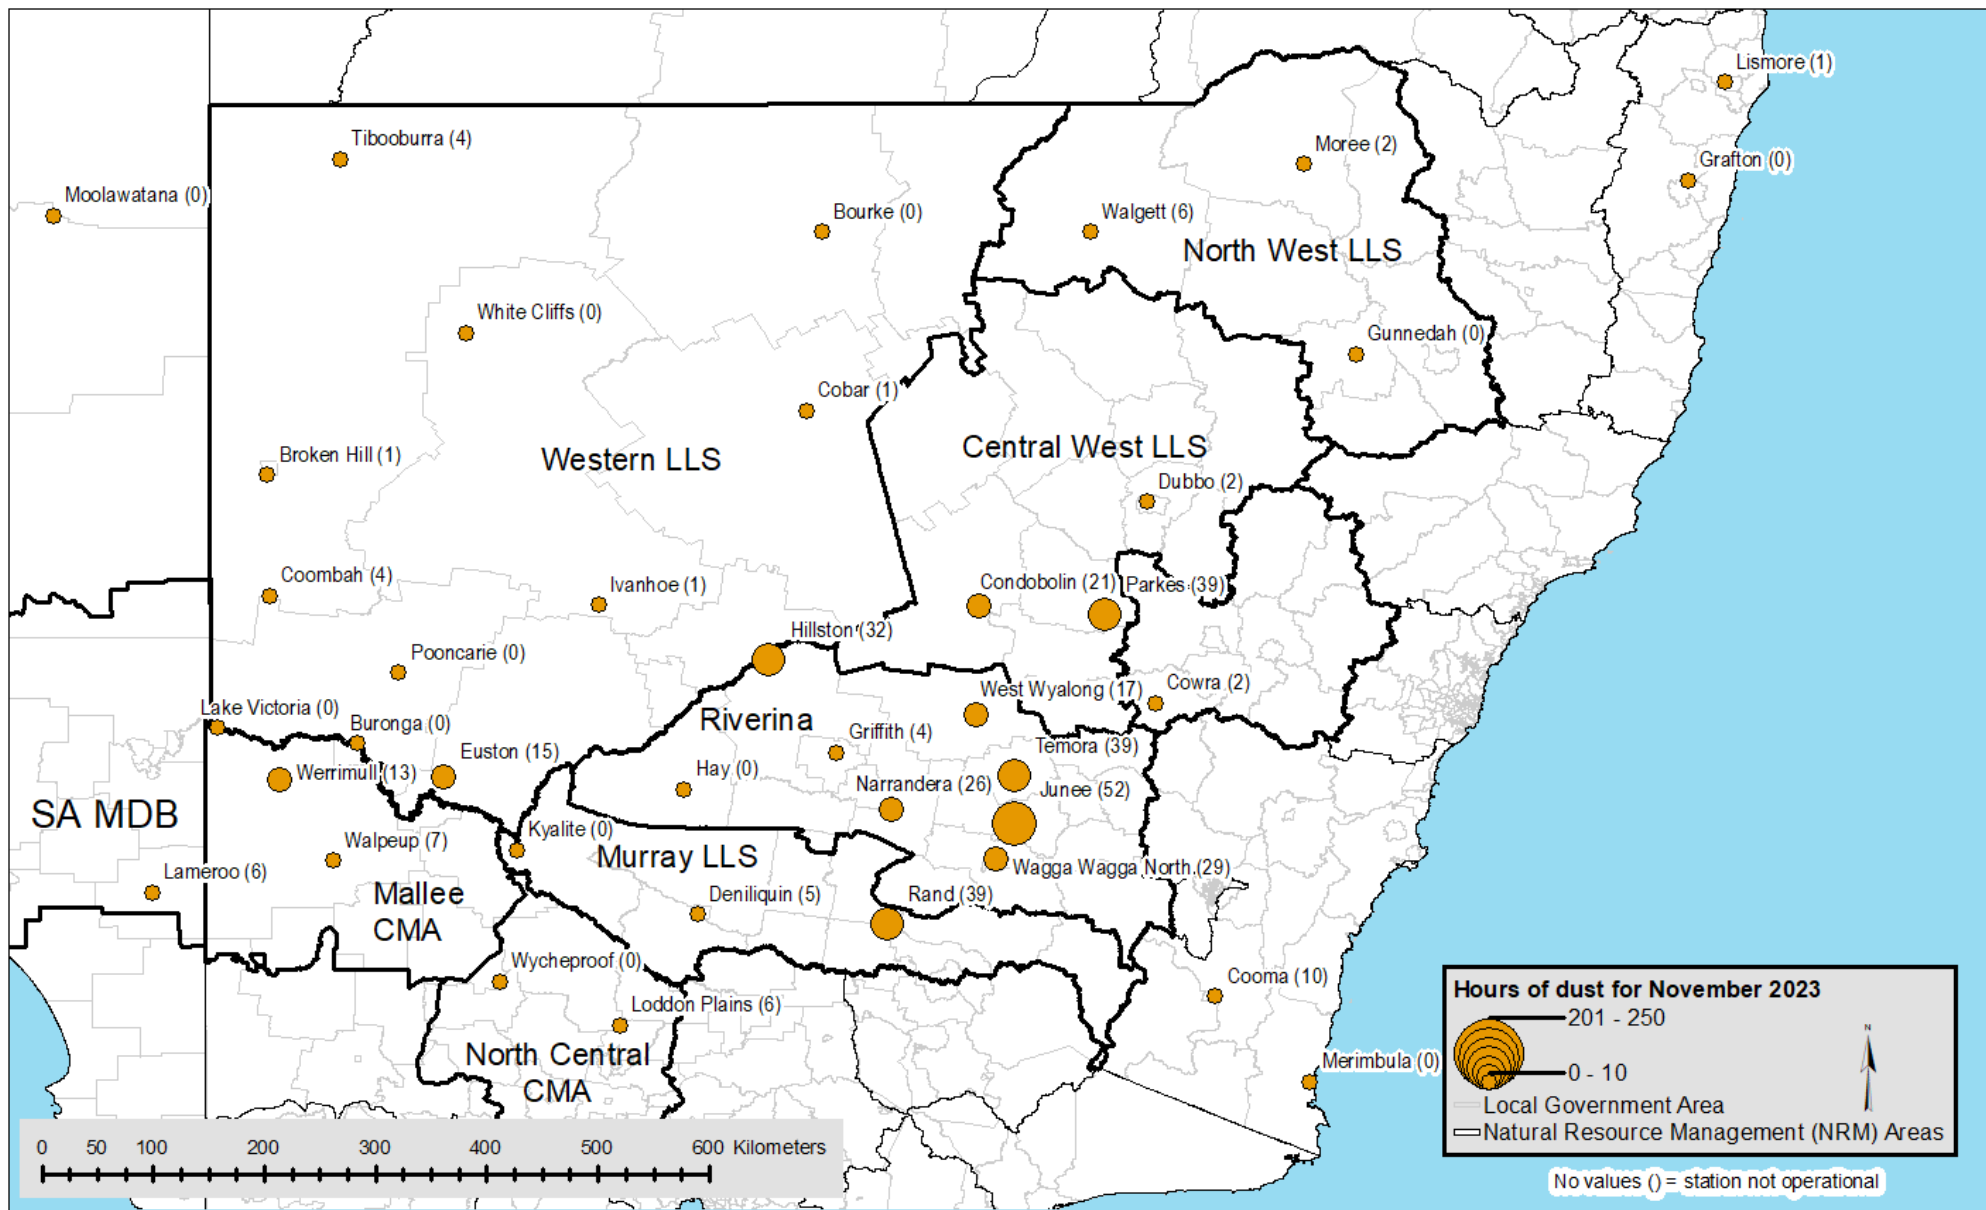 Lismore (1)
Tibooburra (4)
Moree (2)
Grafton (0)
Moolawatana (0)
Bourke (0)
Walgett (6)
North West LLS
White Cliffs (0)
Gunnedah (0)
Cobar (1)
Central West LLS
Broken Hill (1)
Western LLS
Dubbo (2)
Coombah (4)
Ivanhoe (1)
Condobolin (21)
Parkes (39)
Hillston (32)
Pooncarie (0)
West Wyalong (17)
Cowra (2)
Lake Victoria (0)
Buronga (0)
Riverina
Griffith (4)
Temora (39)
Euston (15)
Werrimull (13)
Hay (0)
Narrandera (26)
Junee (52)
SA MDB
Kyalite (0)
Walpeup (7)
Murray LLS
Wagga Wagga North (29)
Lameroo (6)
Mallee
CMA
Deniliquin (5)
Rand (39)
Wycheproof (0)
Cooma (10)
Loddon Plains (6)
North Central
CMA
Merimbula (0)
Hours of dust for November 2023
201 - 250
0 - 10
N
Local Government Area
Natural Resource Management (NRM) Areas
No values () = station not operational
0 50 100 200 300 400 500 600 Kilometers